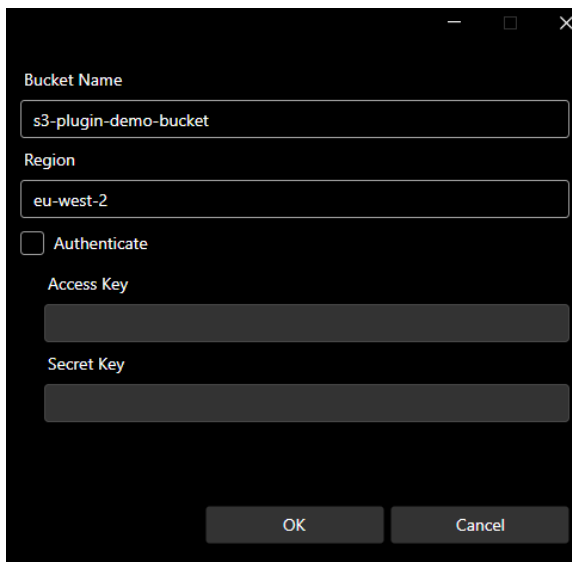 Bucket Name
s3-plugin-demo-bucket
Region
eu-west-2
Authenticate
Access Key
Secret Key
OK
Cancel